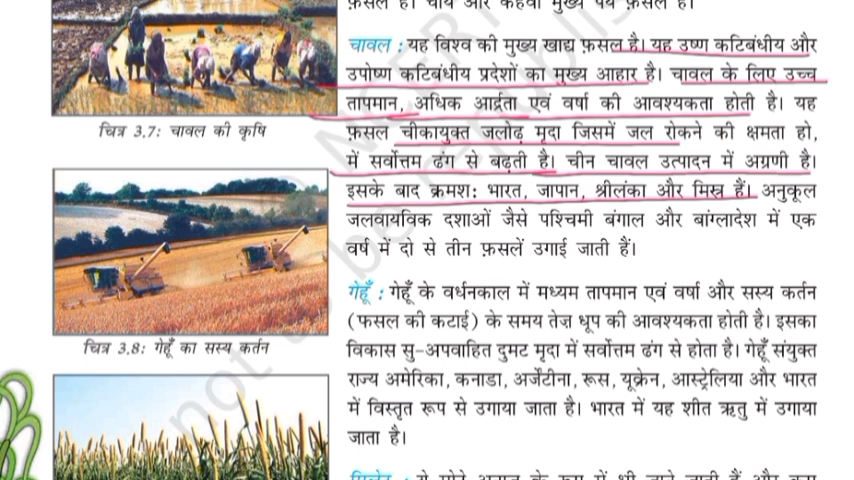 फ़सल है। चाय और कहवा मुख्य पेय फ़सल हैं।
चावल : यह विश्व की मुख्य खाद्य फ़सल है। यह उष्ण कटिबंधीय और
उपोष्ण कटिबंधीय प्रदेशों का मुख्य आहार है। चावल के लिए उच्च
तापमान, अधिक आर्द्रता एवं वर्षा की आवश्यकता होती है। यह
फ़सल चीकायुक्त जलोढ़ मृदा जिसमें जल रोकने की क्षमता हो,
में सर्वोत्तम ढंग से बढ़ती है। चीन चावल उत्पादन में अग्रणी है।
इसके बाद क्रमश: भारत, जापान, श्रीलंका और मिस्र हैं। अनुकूल
जलवायविक दशाओं जैसे पश्चिमी बंगाल और बांग्लादेश में एक
वर्ष में दो से तीन फ़सलें उगाई जाती हैं।
चित्र 3.7: चावल की कृषि
गेहूँ : गेहूँ के वर्धनकाल में मध्यम तापमान एवं वर्षा और सस्य कर्तन
(फसल की कटाई) के समय तेज़ धूप की आवश्यकता होती है। इसका
विकास सु-अपवाहित दुमट मृदा में सर्वोत्तम ढंग से होता है। गेहूँ संयुक्त
राज्य अमेरिका, कनाडा, अर्जेंटीना, रूस, यूक्रेन, आस्ट्रेलिया और भारत
में विस्तृत रूप से उगाया जाता है। भारत में यह शीत ऋतु में उगाया
जाता है।
चित्र 3.8: गेहूँ का सस्य कर्तन